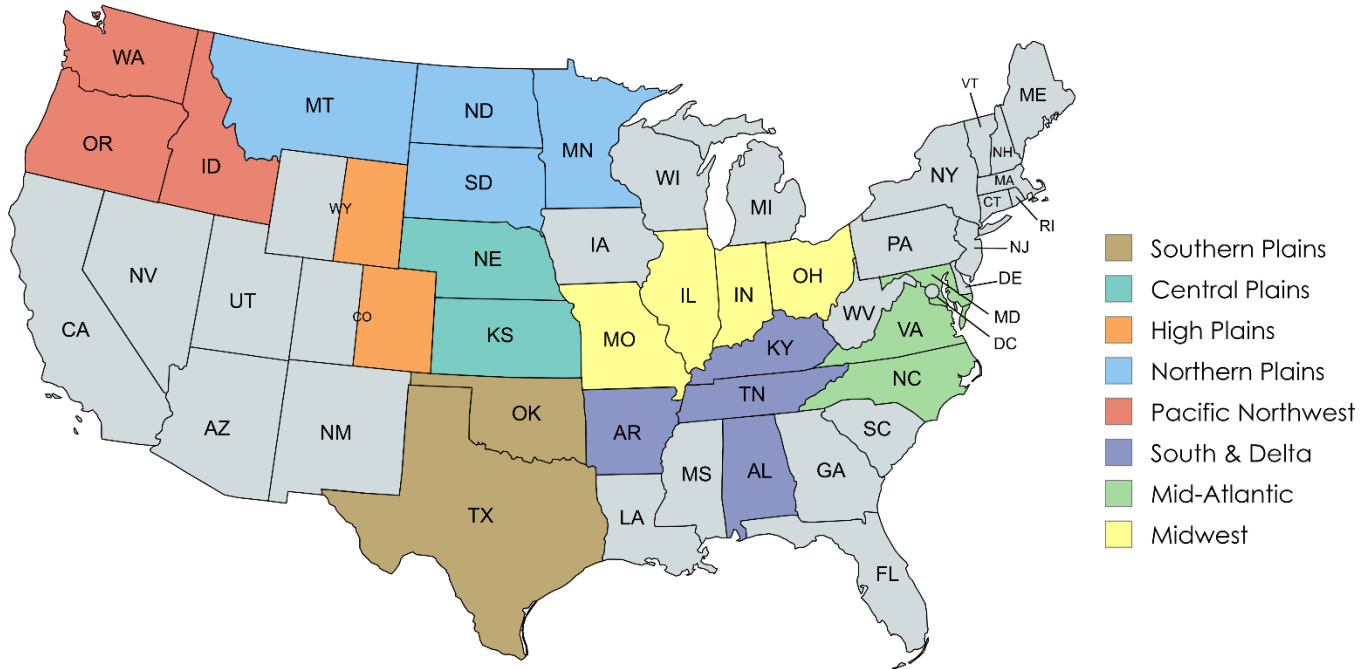 WA
MT
ND
MN
ME
VT
OR
ID
SD
WI
MI
NY
NH
MA
CT
RI
WY
IA
PA
NJ
NV
UT
NE
IL
IN
OH
DE
CA
CO
KS
MO
WV
VA
MD
DC
KY
NC
TN
AZ
NM
OK
AR
SC
MS
AL
GA
TX
LA
FL
Southern Plains
Central Plains
High Plains
Northern Plains
Pacific Northwest
South & Delta
Mid-Atlantic
Midwest